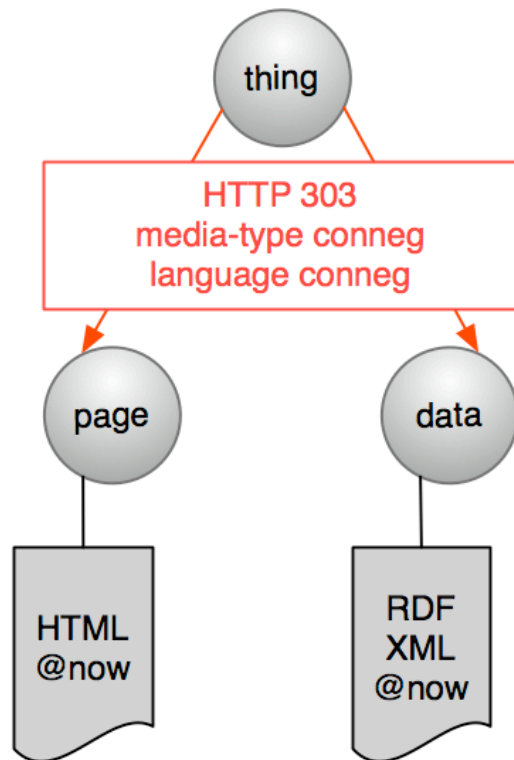 thing
HTTP 303
media-type conneg
language conneg
page
data
HTML
@now
RDF
XML
@now